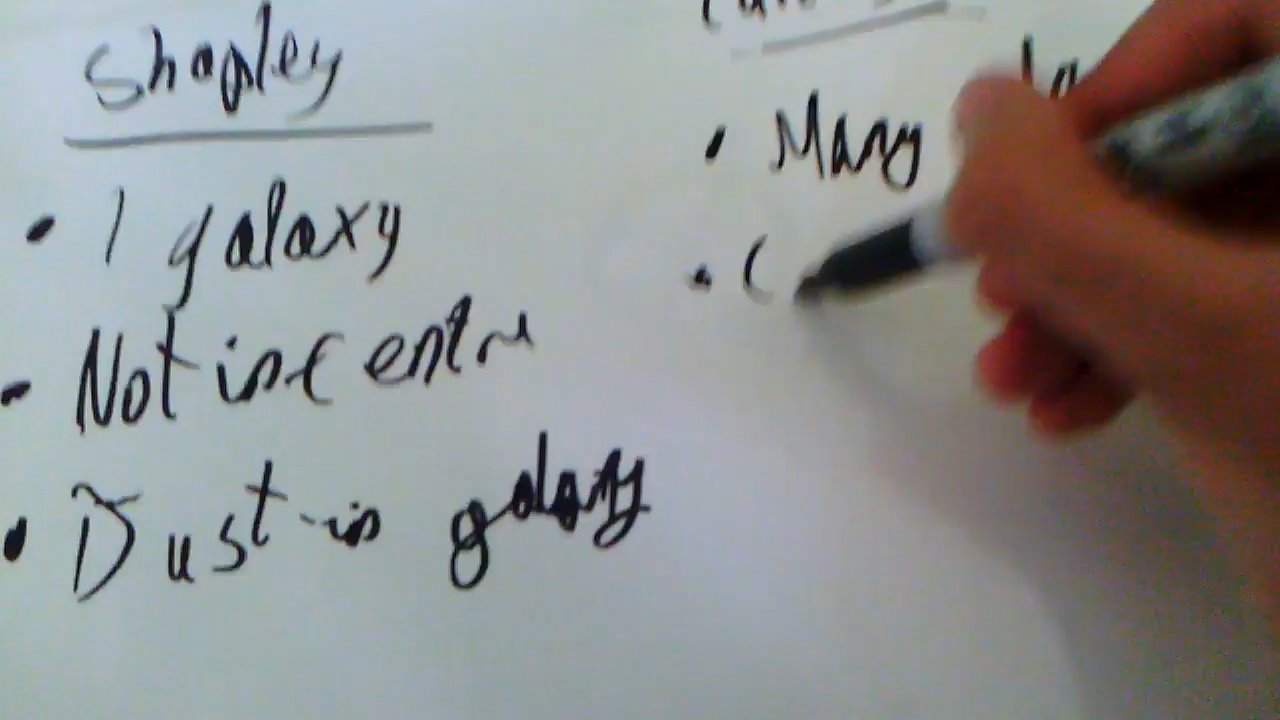 Shapley
• 1 galaxy
- Not in centre
• Dust in galaxy
• Many
• C